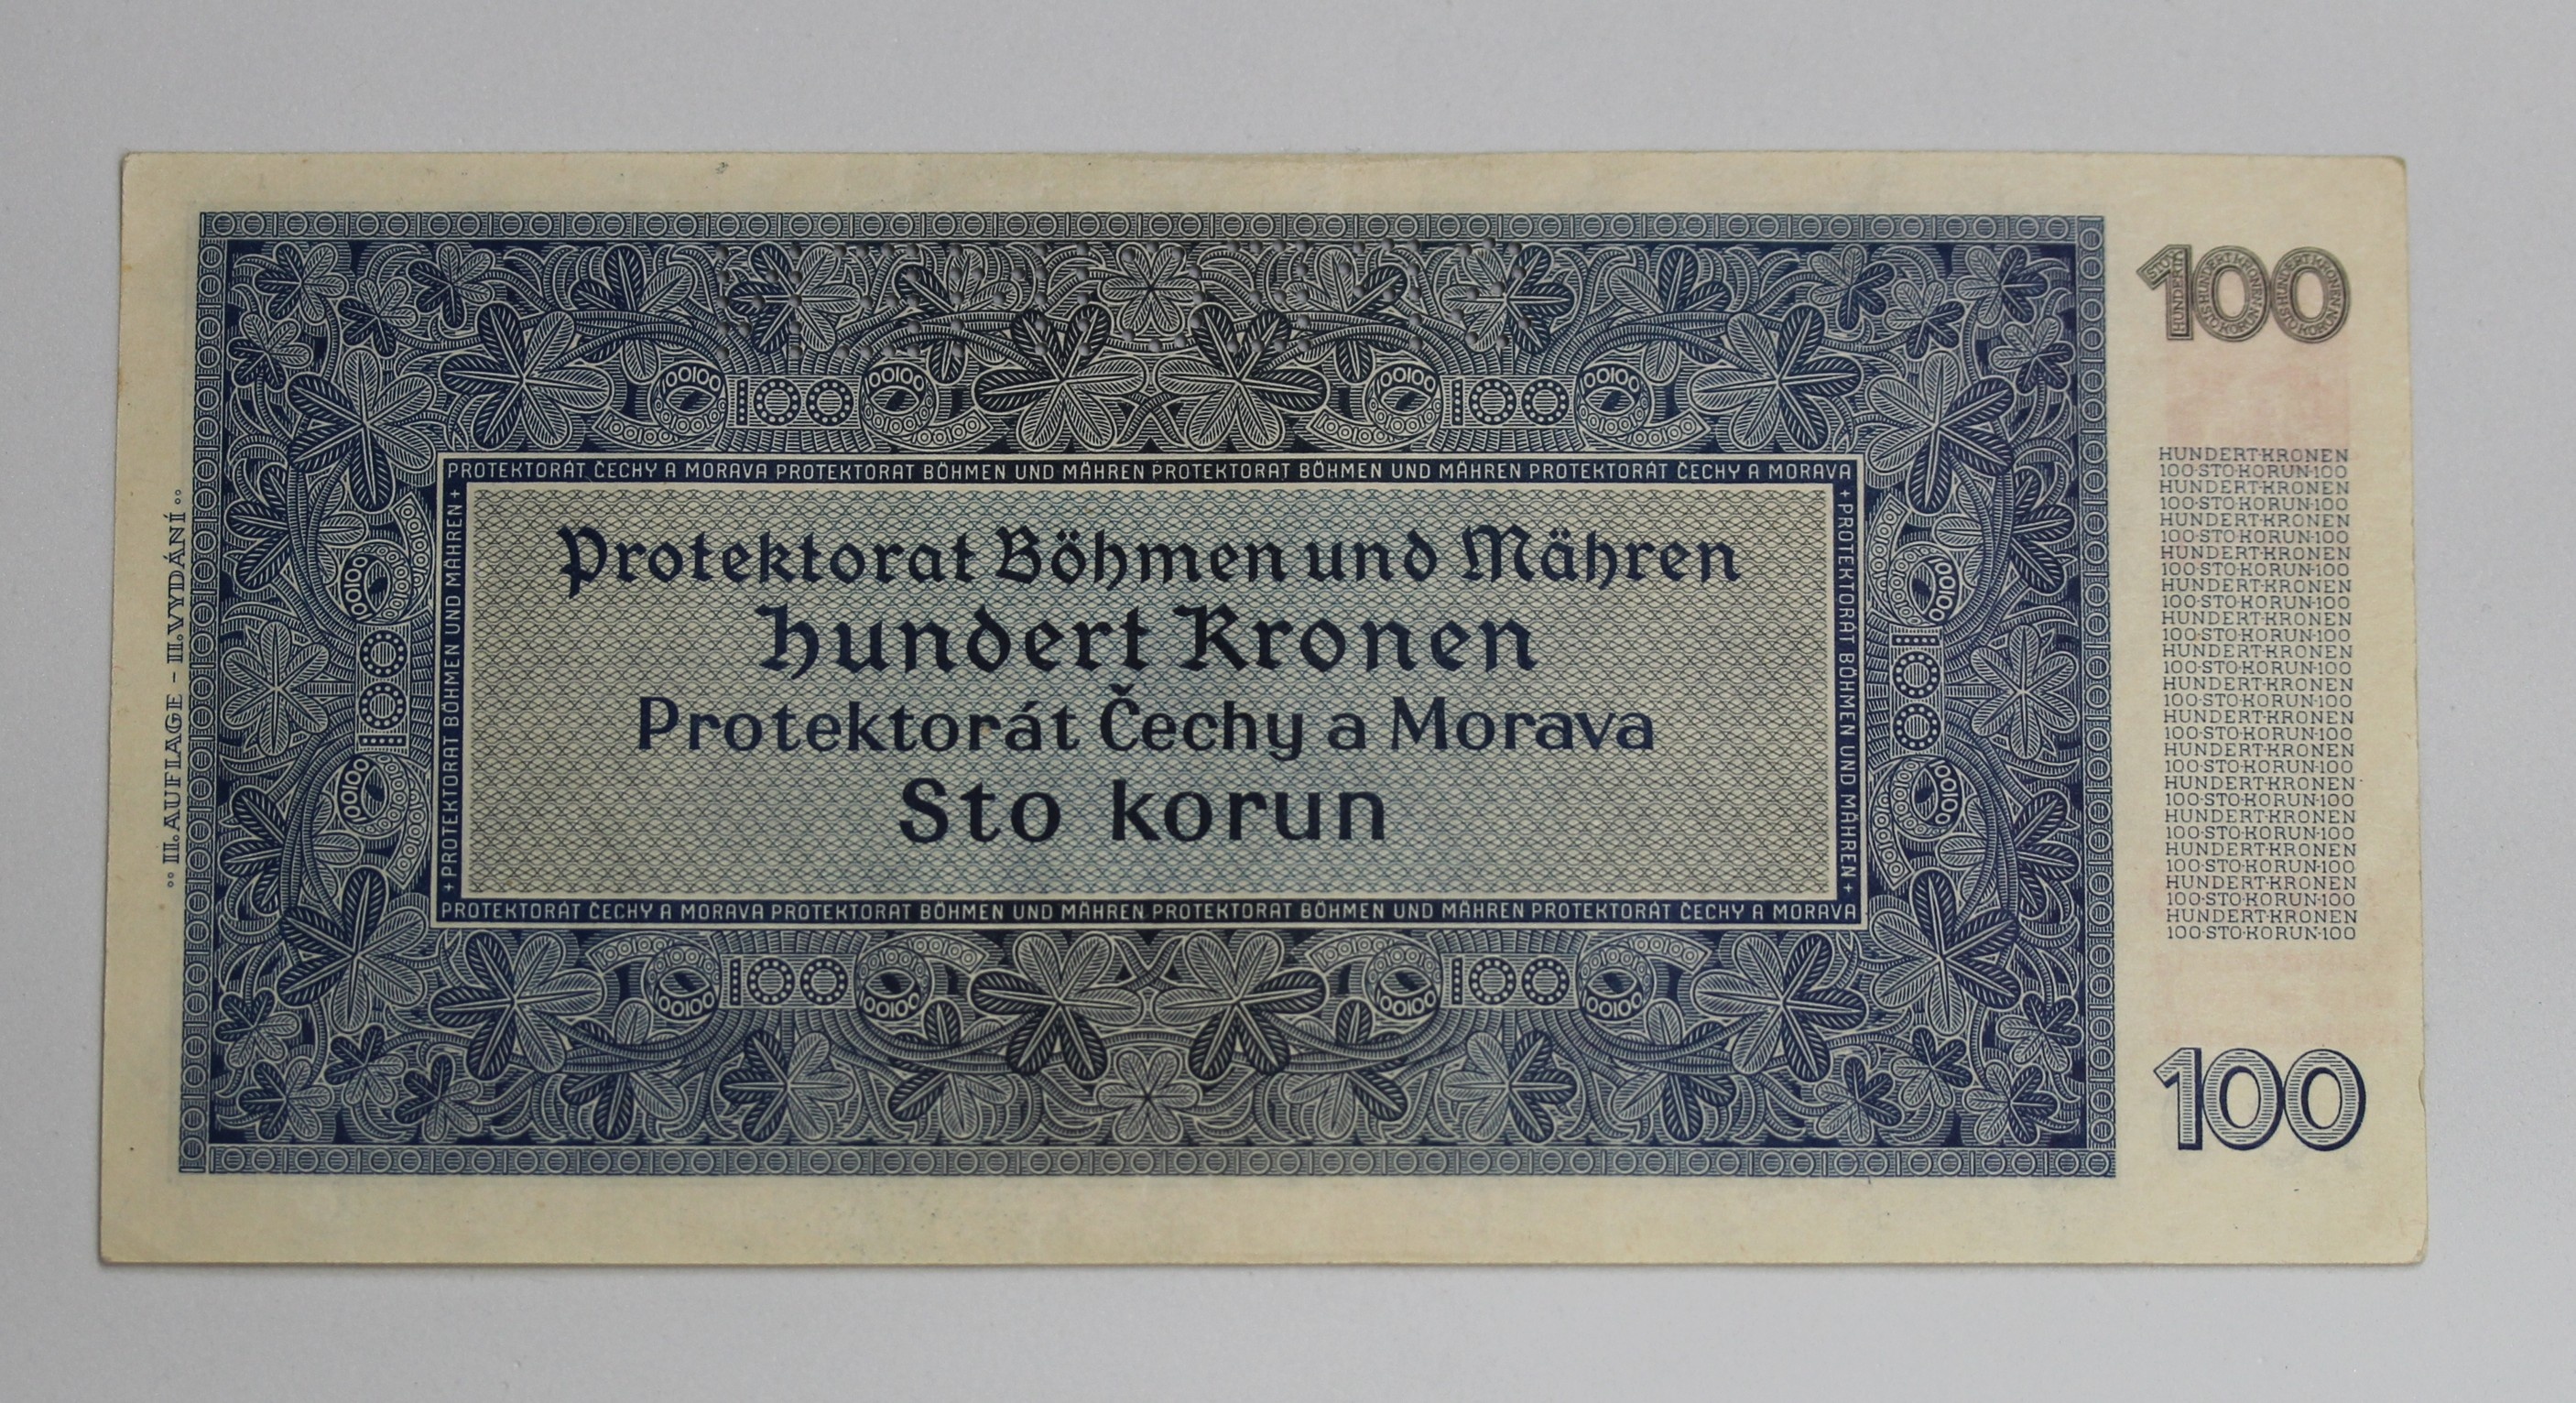 II. AUFLAGE – II. VYDÁNÍ
PROTEKTORÁT ČECHY A MORAVA PROTEKTORAT BÖHMEN UND MÄHREN PROTEKTORAT BÖHMEN UND MÄHREN PROTEKTORÁT ČECHY A MORAVA
+ PROTEKTORAT BÖHMEN UND MÄHREN +
Protektorat Böhmen und Mähren
hundert Kronen
Protektorát Čechy a Morava
Sto korun
+ PROTEKTORAT BÖHMEN UND MÄHREN +
PROTEKTORÁT ČECHY A MORAVA PROTEKTORAT BÖHMEN UND MÄHREN PROTEKTORAT BÖHMEN UND MÄHREN PROTEKTORÁT ČECHY A MORAVA
100 100
100
100
100 100
100
HUNDERT·KRONEN
100·STO·KORUN·100
HUNDERT·KRONEN
100·STO·KORUN·100
HUNDERT·KRONEN
100·STO·KORUN·100
HUNDERT·KRONEN
100·STO·KORUN·100
HUNDERT·KRONEN
100·STO·KORUN·100
HUNDERT·KRONEN
100·STO·KORUN·100
HUNDERT·KRONEN
100·STO·KORUN·100
HUNDERT·KRONEN
100·STO·KORUN·100
HUNDERT·KRONEN
100·STO·KORUN·100
HUNDERT·KRONEN
100·STO·KORUN·100
HUNDERT·KRONEN
100·STO·KORUN·100
HUNDERT·KRONEN
100·STO·KORUN·100
HUNDERT·KRONEN
100·STO·KORUN·100
HUNDERT·KRONEN
100·STO·KORUN·100
HUNDERT·KRONEN
100·STO·KORUN·100
100